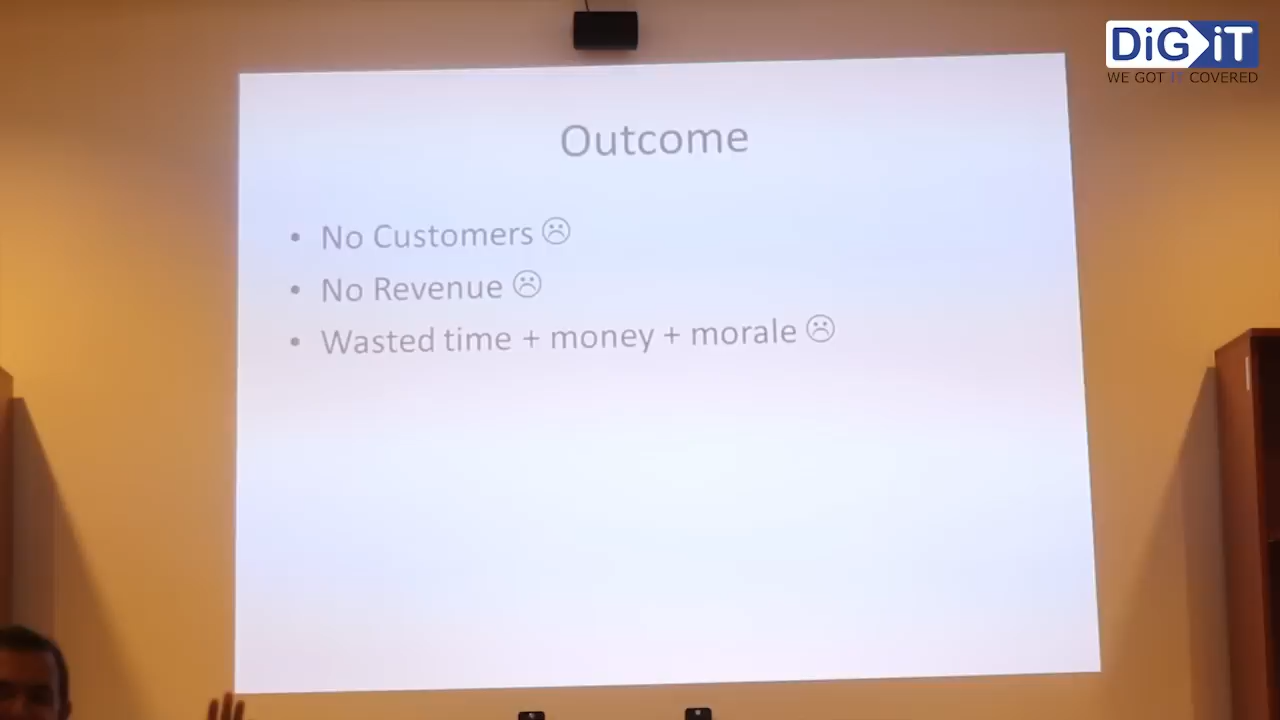 DiGiT
WE GOT IT COVERED
Outcome
• No Customers ☹
• No Revenue ☹
• Wasted time + money + morale ☹